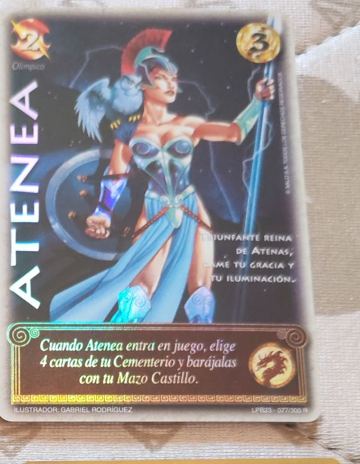 2
3
Olímpico
ATENEA
TRIUNFANTE REINA
DE ATENAS,
DAME TU GRACIA Y
TU ILUMINACIÓN.
Cuando Atenea entra en juego, elige
4 cartas de tu Cementerio y barájalas
con tu Mazo Castillo.
ILUSTRADOR: GABRIEL RODRÍGUEZ
LPB23 - 077/300 R